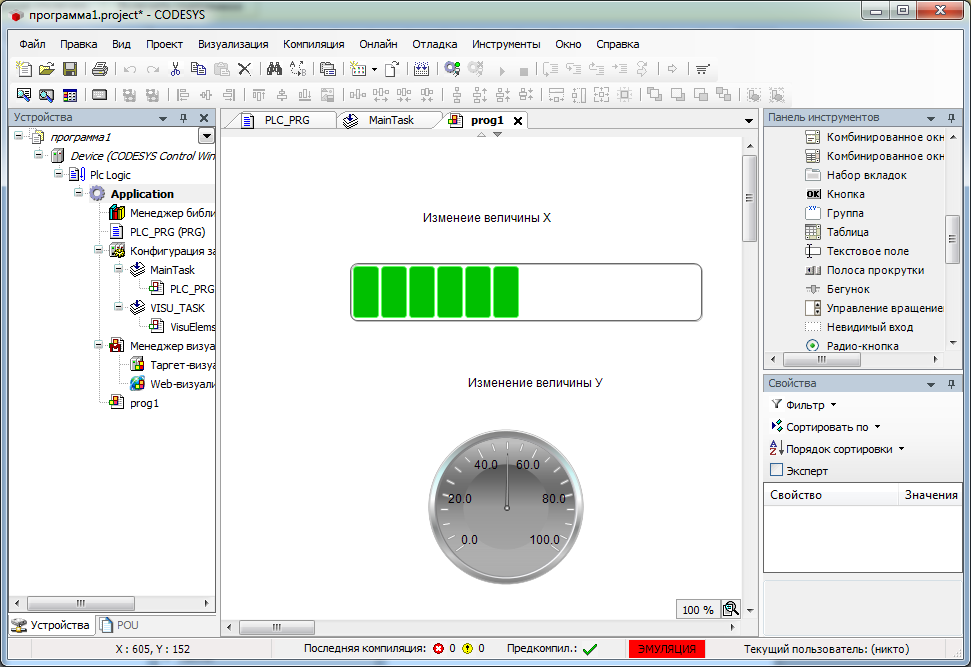 программа1.project* - CODESYS
Файл Правка Вид Проект Визуализация Компиляция Онлайн Отладка Инструменты Окно Справка
Устройства
программа1
Device (CODESYS Control Win
Plc Logic
Application
Менеджер библи
PLC_PRG (PRG)
Конфигурация за
MainTask
PLC_PRG
VISU_TASK
VisuElems
Менеджер визуа
Таргет-визуа
Web-визуали
prog1
Устройства POU
PLC_PRG MainTask prog1
Изменеие величины X
Изменение величины У
40.0 60.0
20.0 80.0
0.0 100.0
100 %
Панель инструментов
Комбинированное окн
Комбинированное окн
Набор вкладок
OK Кнопка
XY Группа
Таблица
Текстовое поле
Полоса прокрутки
Бегунок
Управление вращение
Невидимый вход
Радио-кнопка
Свойства
Фильтр
Сортировать по
Порядок сортировки
Эксперт
Свойство Значения
X : 605, Y : 152 Последняя компиляция: 0 0 Предкомпил.: ЭМУЛЯЦИЯ Текущий пользователь: (никто)